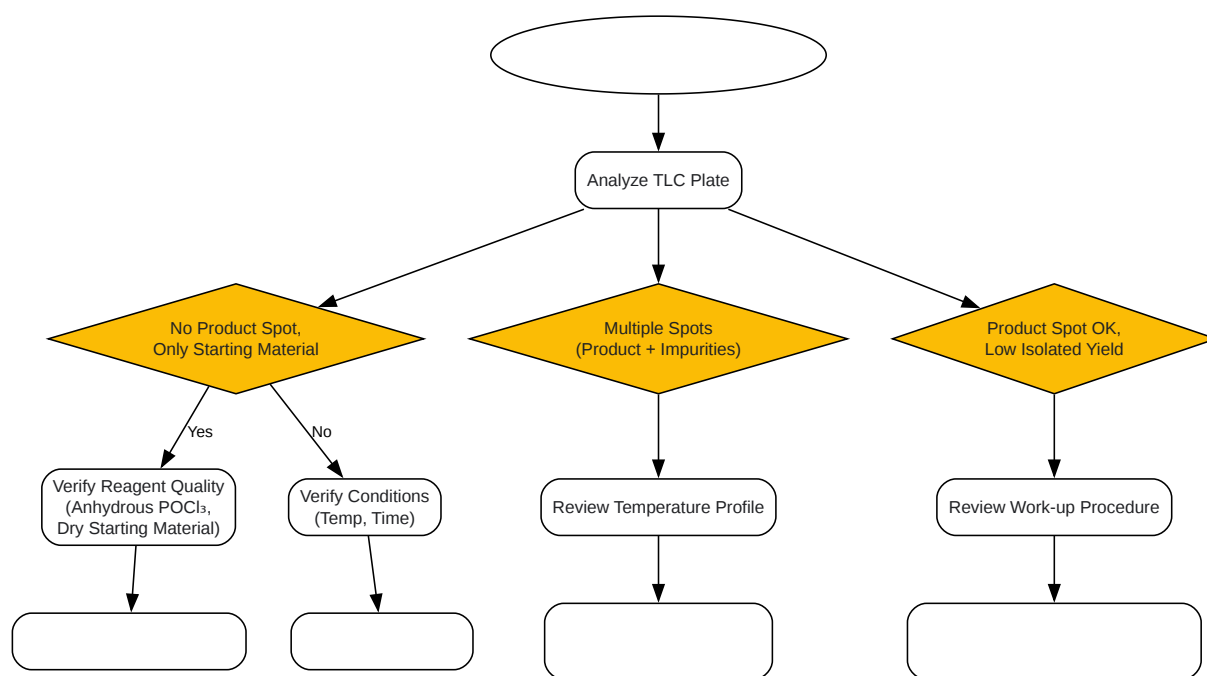 Analyze TLC Plate
No Product Spot,
Only Starting Material
Multiple Spots
(Product + Impurities)
Product Spot OK,
Low Isolated Yield
Yes
No
Verify Reagent Quality
(Anhydrous POCl₃,
Dry Starting Material)
Verify Conditions
(Temp, Time)
Review Temperature Profile
Review Work-up Procedure